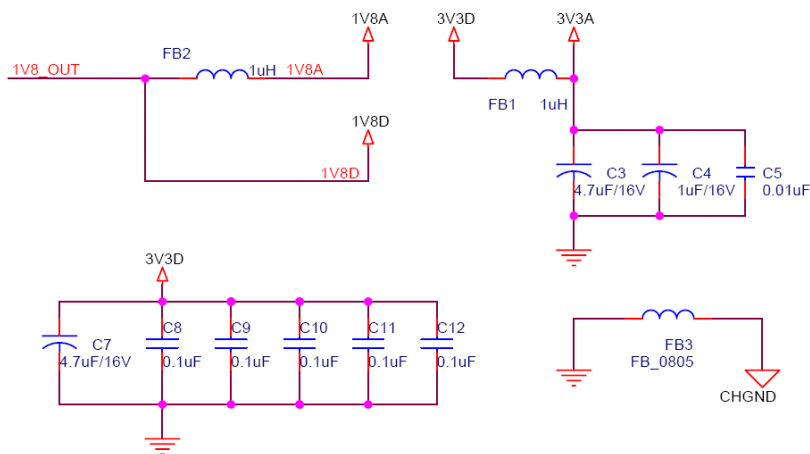 1V8A
3V3D
3V3A
FB2
1V8_OUT
1uH
1V8A
FB1
1uH
1V8D
1V8D
C3
4.7uF/16V
C4
1uF/16V
C5
0.01uF
3V3D
C7
4.7uF/16V
C8
0.1uF
C9
0.1uF
C10
0.1uF
C11
0.1uF
C12
0.1uF
FB3
FB_0805
CHGND